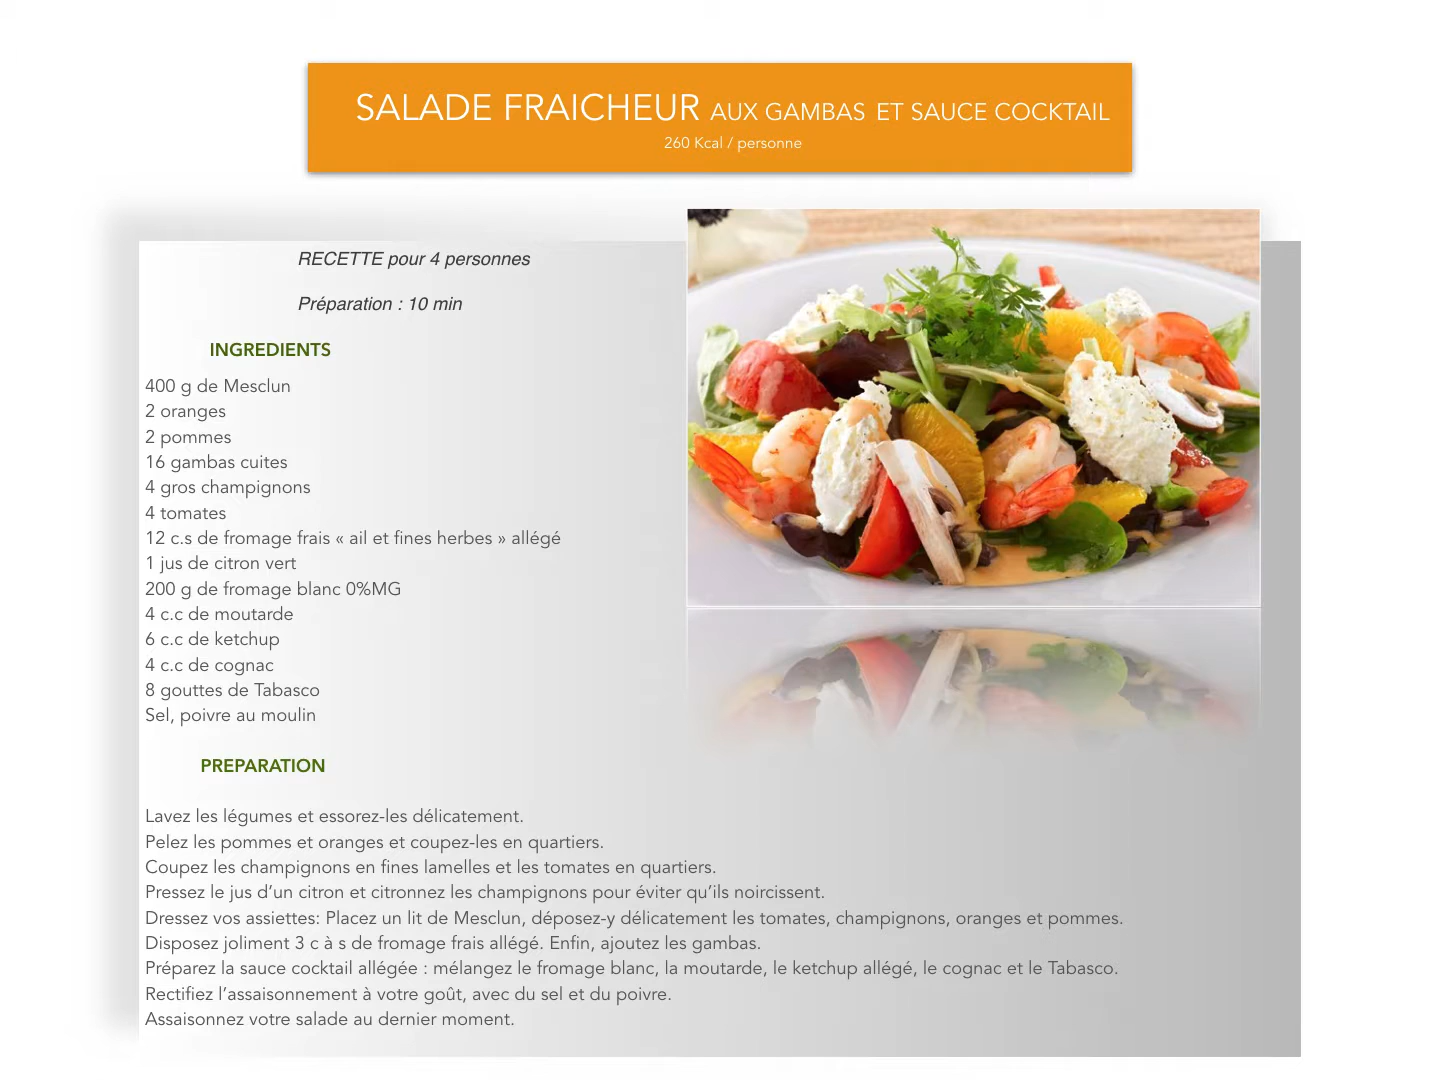 SALADE FRAICHEUR AUX GAMBAS ET SAUCE COCKTAIL
260 Kcal / personne
RECETTE pour 4 personnes
Préparation : 10 min
INGREDIENTS
400 g de Mesclun
2 oranges
2 pommes
16 gambas cuites
4 gros champignons
4 tomates
12 c.s de fromage frais « ail et fines herbes » allégé
1 jus de citron vert
200 g de fromage blanc 0%MG
4 c.c de moutarde
6 c.c de ketchup
4 c.c de cognac
8 gouttes de Tabasco
Sel, poivre au moulin
PREPARATION
Lavez les légumes et essorez-les délicatement.
Pelez les pommes et oranges et coupez-les en quartiers.
Coupez les champignons en fines lamelles et les tomates en quartiers.
Pressez le jus d’un citron et citronnez les champignons pour éviter qu’ils noircissent.
Dressez vos assiettes: Placez un lit de Mesclun, déposez-y délicatement les tomates, champignons, oranges et pommes.
Disposez joliment 3 c à s de fromage frais allégé. Enfin, ajoutez les gambas.
Préparez la sauce cocktail allégée : mélangez le fromage blanc, la moutarde, le ketchup allégé, le cognac et le Tabasco.
Rectifiez l’assaisonnement à votre goût, avec du sel et du poivre.
Assaisonnez votre salade au dernier moment.